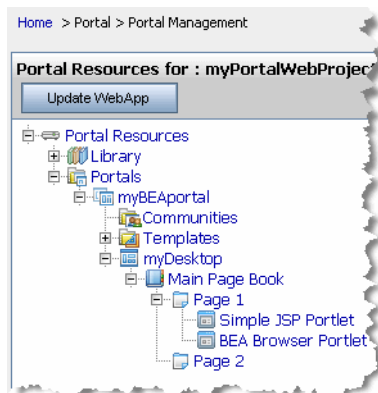 Home > Portal > Portal Management
Portal Resources for : myPortalWebProjec
Update WebApp
Portal Resources
Library
Portals
myBEAportal
Communities
Templates
myDesktop
Main Page Book
Page 1
Simple JSP Portlet
BEA Browser Portlet
Page 2